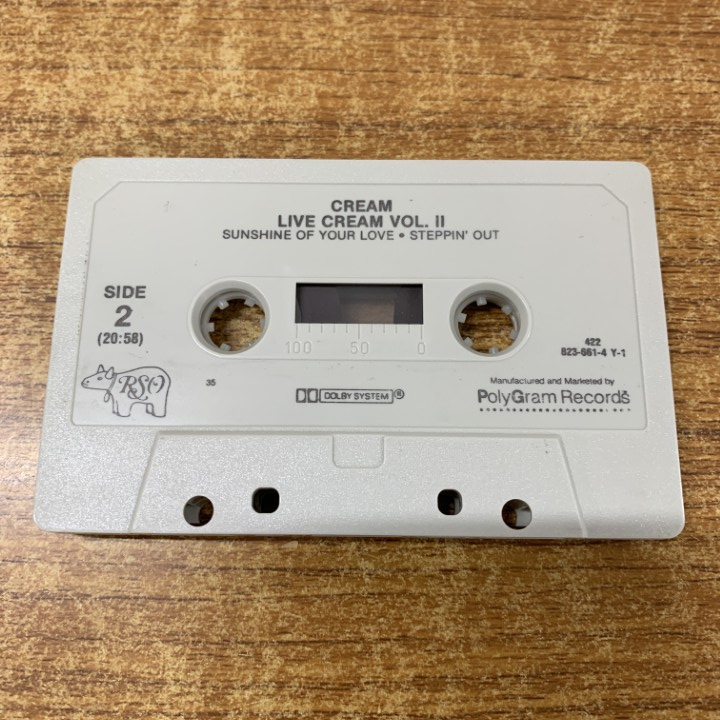 CREAM
LIVE CREAM VOL. II
SUNSHINE OF YOUR LOVE • STEPPIN' OUT
SIDE
2
(20:58)
100 50 0
422
823-661-4 Y-1
RSO
35
DOLBY SYSTEM ®
Manufactured and Marketed by
PolyGram Records